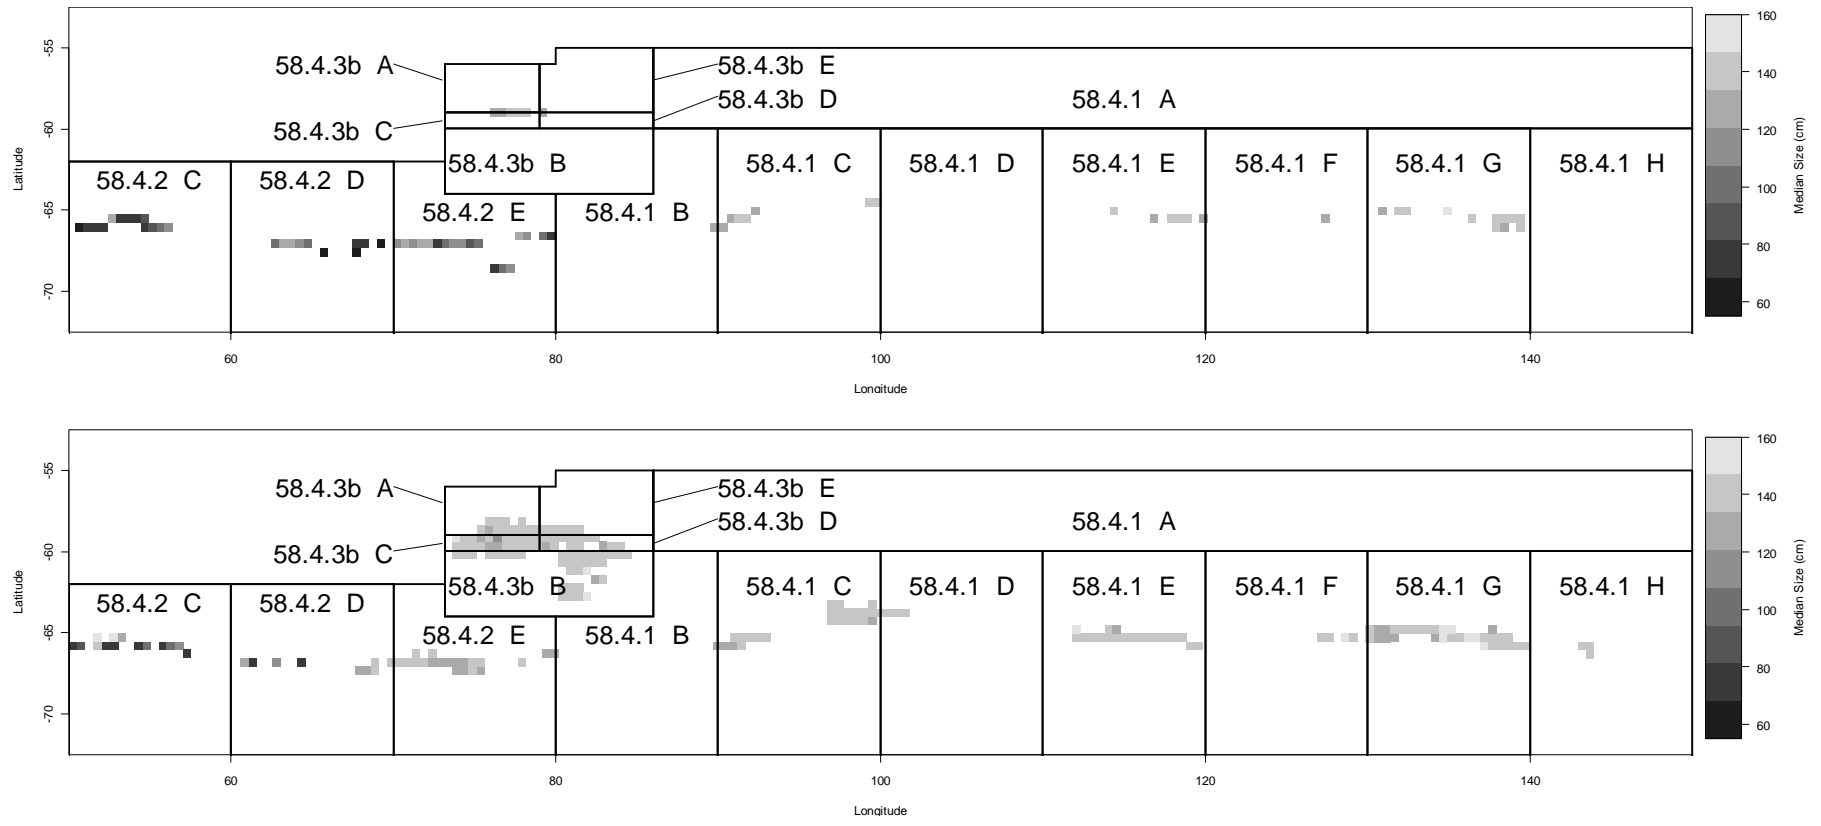 -55
-60
-65
-70
Latitude
58.4.3b A
58.4.3b E
58.4.3b D
58.4.1 A
58.4.3b C
58.4.3b B
58.4.2 C
58.4.2 D
58.4.2 E
58.4.1 B
58.4.1 C
58.4.1 D
58.4.1 E
58.4.1 F
58.4.1 G
58.4.1 H
60
80
100
120
140
Longitude
160
140
120
100
80
60
Median Size (cm)
-55
-60
-65
-70
Latitude
58.4.3b A
58.4.3b E
58.4.3b D
58.4.1 A
58.4.3b C
58.4.3b B
58.4.2 C
58.4.2 D
58.4.2 E
58.4.1 B
58.4.1 C
58.4.1 D
58.4.1 E
58.4.1 F
58.4.1 G
58.4.1 H
60
80
100
120
140
Longitude
160
140
120
100
80
60
Median Size (cm)